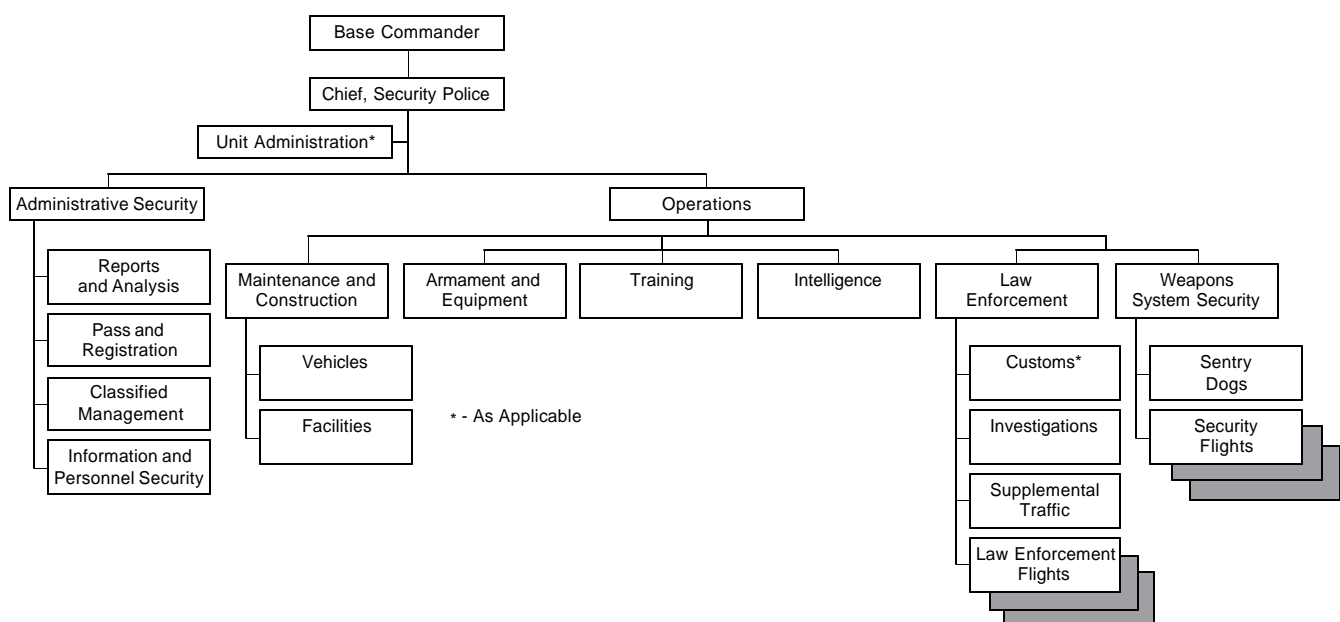 Base Commander
Chief, Security Police
Unit Administration*
Administrative Security
Operations
Reports
and Analysis
Pass and
Registration
Classified
Management
Information and
Personnel Security
Maintenance and
Construction
Vehicles
Facilities
Armament and
Equipment
Training
Intelligence
Law
Enforcement
Customs*
Investigations
Supplemental
Traffic
Law Enforcement
Flights
Weapons
System Security
Sentry
Dogs
Security
Flights
* - As Applicable